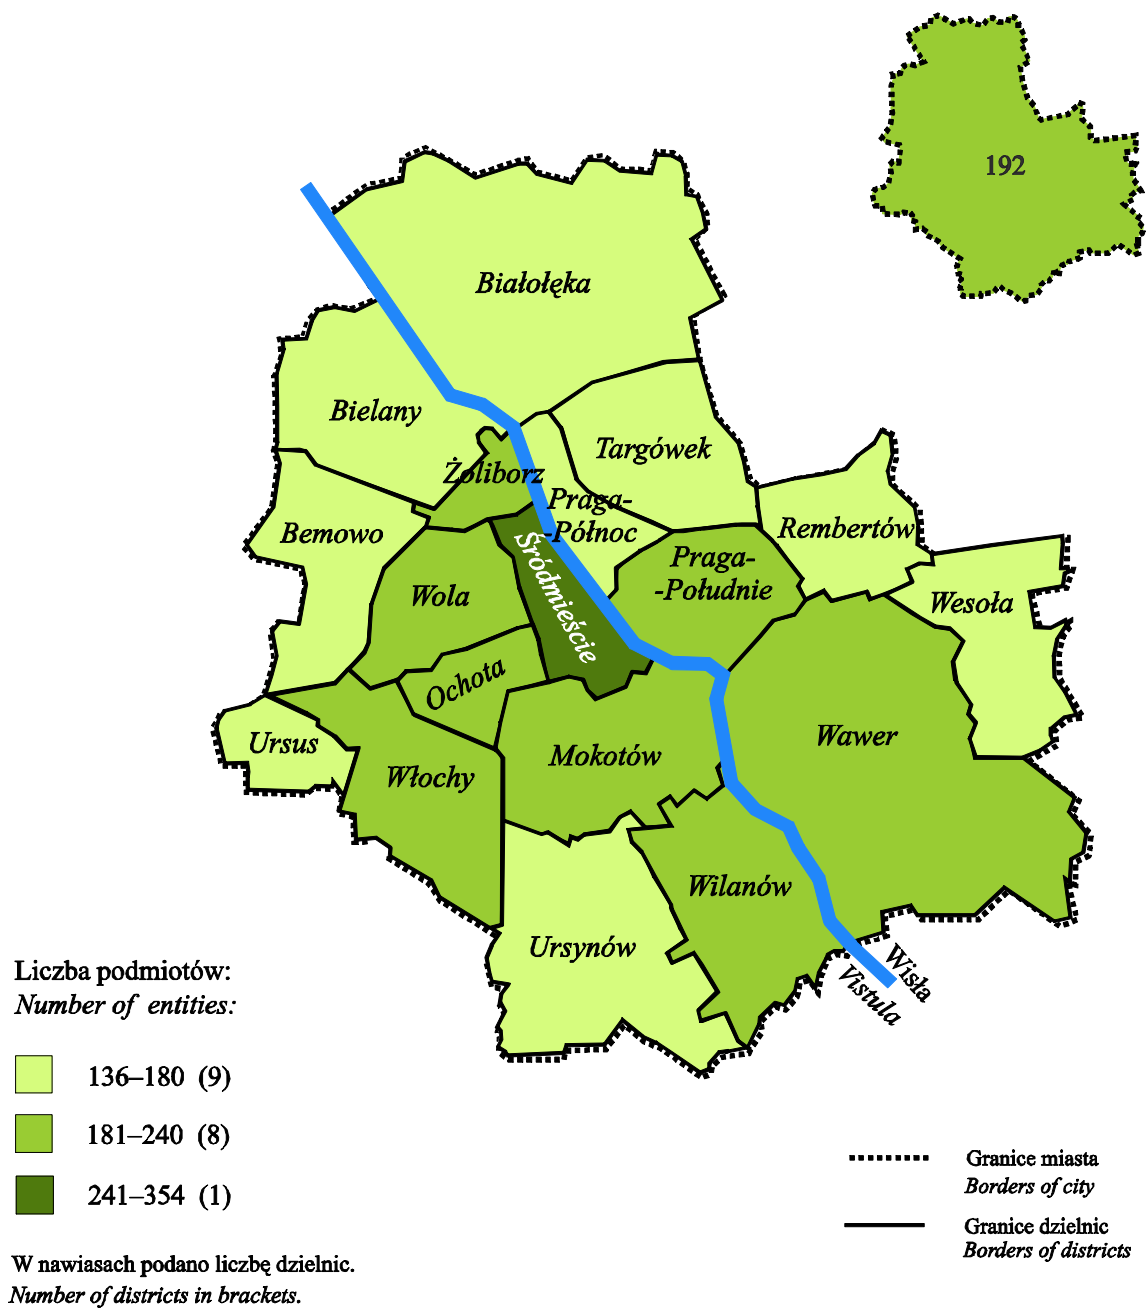 192
Białołęka
Bielany
Targówek
Żoliborz
Praga-
-Północ
Bemowo
Rembertów
Śródmieście
Praga-
-Południe
Wola
Wesoła
Ochota
Ursus
Włochy
Mokotów
Wawer
Wilanów
Ursynów
Wisła
Vistula
Liczba podmiotów:
Number of entities:
136–180 (9)
181–240 (8)
241–354 (1)
W nawiasach podano liczbę dzielnic.
Number of districts in brackets.
Granice miasta
Borders of city
Granice dzielnic
Borders of districts